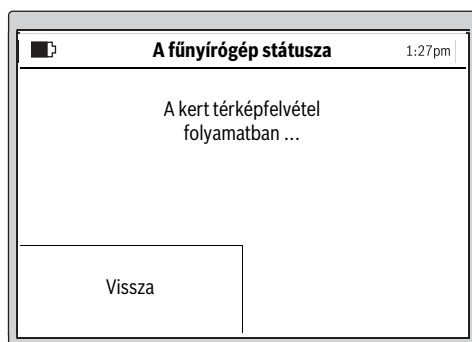 A fűnyírógép státusza
1:27pm
A kert térképfelvétel
folyamatban ...
Vissza